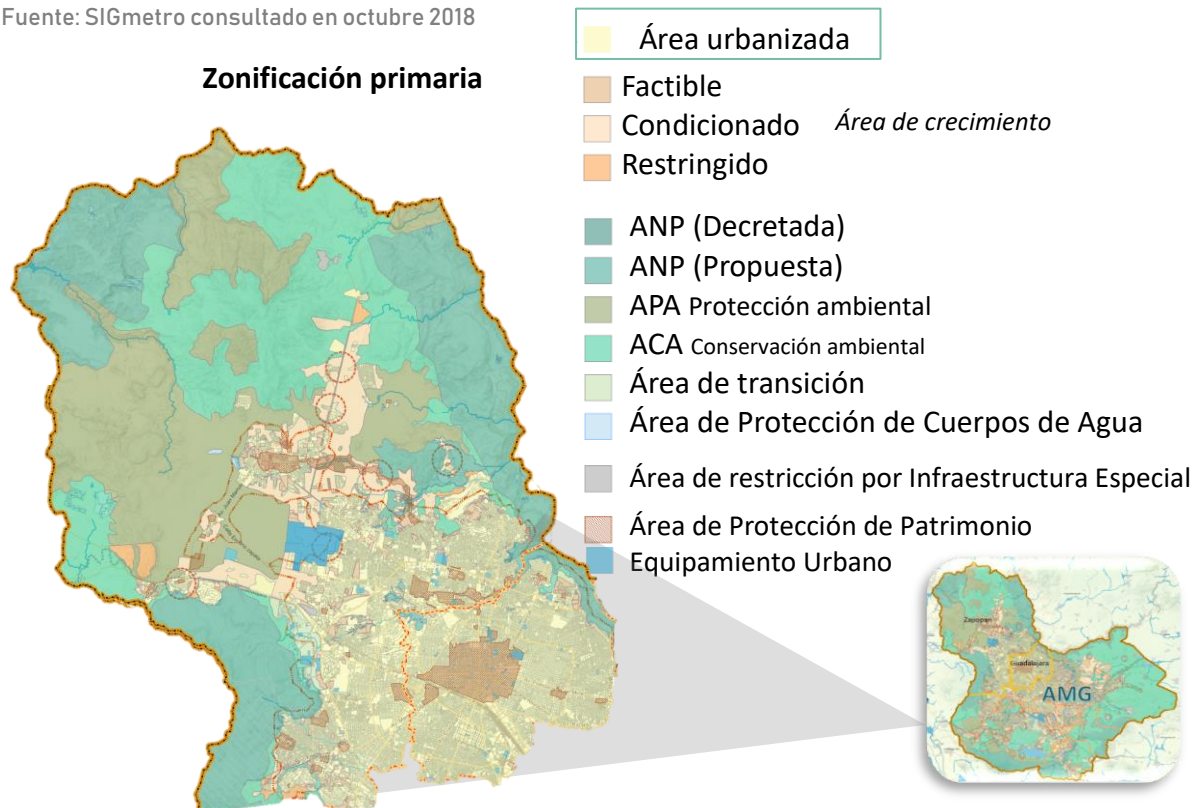 Fuente: SIGmetro consultado en octubre 2018
Zonificación primaria
Área urbanizada
Factible
Condicionado
Área de crecimiento
Restringido
ANP (Decretada)
ANP (Propuesta)
APA Protección ambiental
ACA Conservación ambiental
Área de transición
Área de Protección de Cuerpos de Agua
Área de restricción por Infraestructura Especial
Área de Protección de Patrimonio
Equipamiento Urbano
Zapopan
Guadalajara
AMG